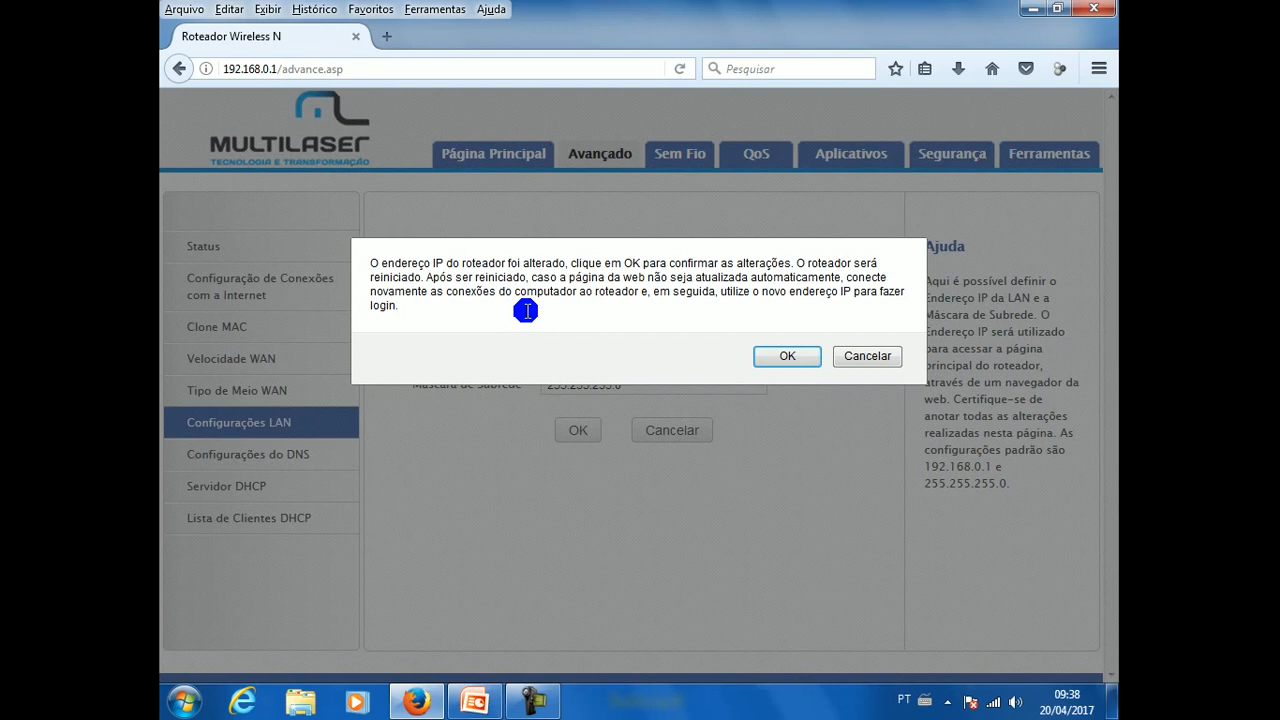 Arquivo Editar Exibir Histórico Favoritos Ferramentas Ajuda
Roteador Wireless N
192.168.0.1/advance.asp
Pesquisar
MULTILASER
TECNOLOGIA E TRANSFORMAÇÃO
Página Principal Avançado Sem Fio QoS Aplicativos Segurança Ferramentas
Status
Configuração de Conexões
com a Internet
Clone MAC
Velocidade WAN
Tipo de Meio WAN
Configurações LAN
Configurações do DNS
Servidor DHCP
Lista de Clientes DHCP
O endereço IP do roteador foi alterado, clique em OK para confirmar as alterações. O roteador será
reiniciado. Após ser reiniciado, caso a página da web não seja atualizada automaticamente, conecte
novamente as conexões do computador ao roteador e, em seguida, utilize o novo endereço IP para fazer
login.
OK Cancelar
Máscara de Subrede 255.255.255.0
OK Cancelar
Ajuda
Aqui é possível definir o
Endereço IP da LAN e a
Máscara de Subrede. O
Endereço IP será utilizado
para acessar a página
principal do roteador,
através de um navegador da
web. Certifique-se de
anotar todas as alterações
realizadas nesta página. As
configurações padrão são
192.168.0.1 e
255.255.255.0.
PT
09:38
20/04/2017